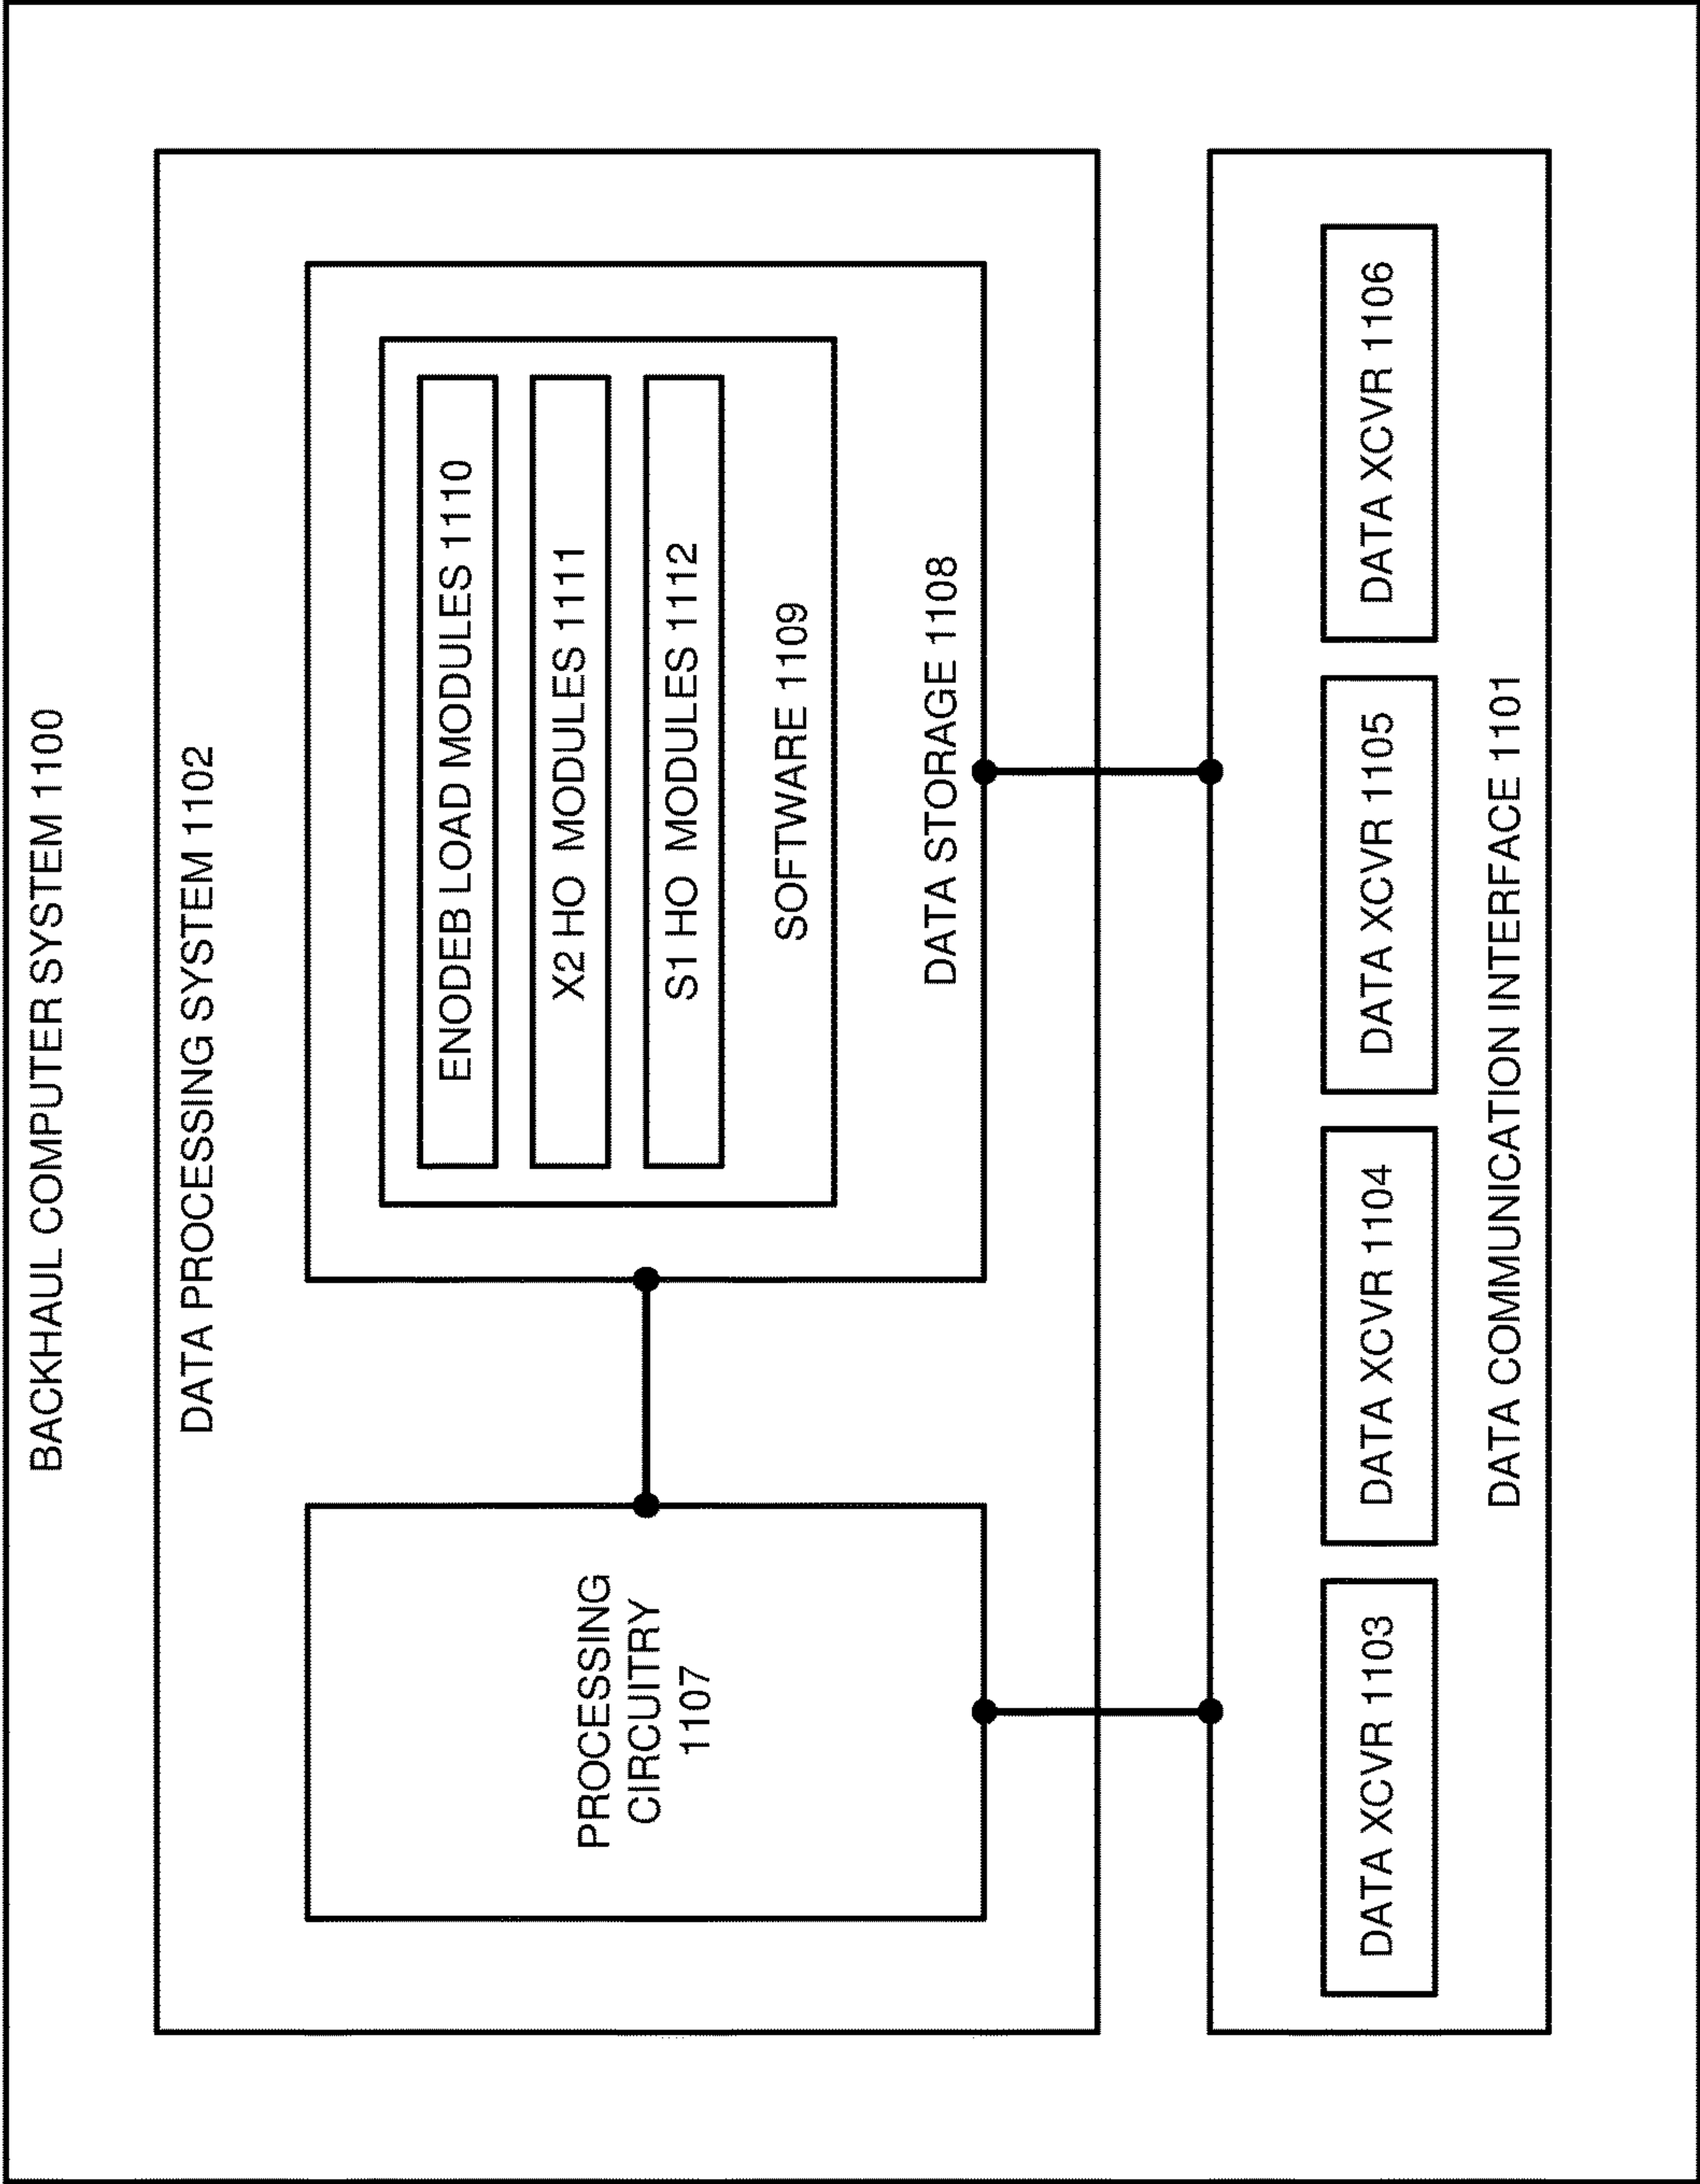 BACKHAUL COMPUTER SYSTEM 1100
DATA PROCESSING SYSTEM 1102
PROCESSING
CIRCUITRY
1107
ENODEB LOAD MODULES 1110
X2 HO MODULES 1111
S1 HO MODULES 1112
SOFTWARE 1109
DATA STORAGE 1108
DATA XCVR 1103
DATA XCVR 1104
DATA XCVR 1105
DATA XCVR 1106
DATA COMMUNICATION INTERFACE 1101